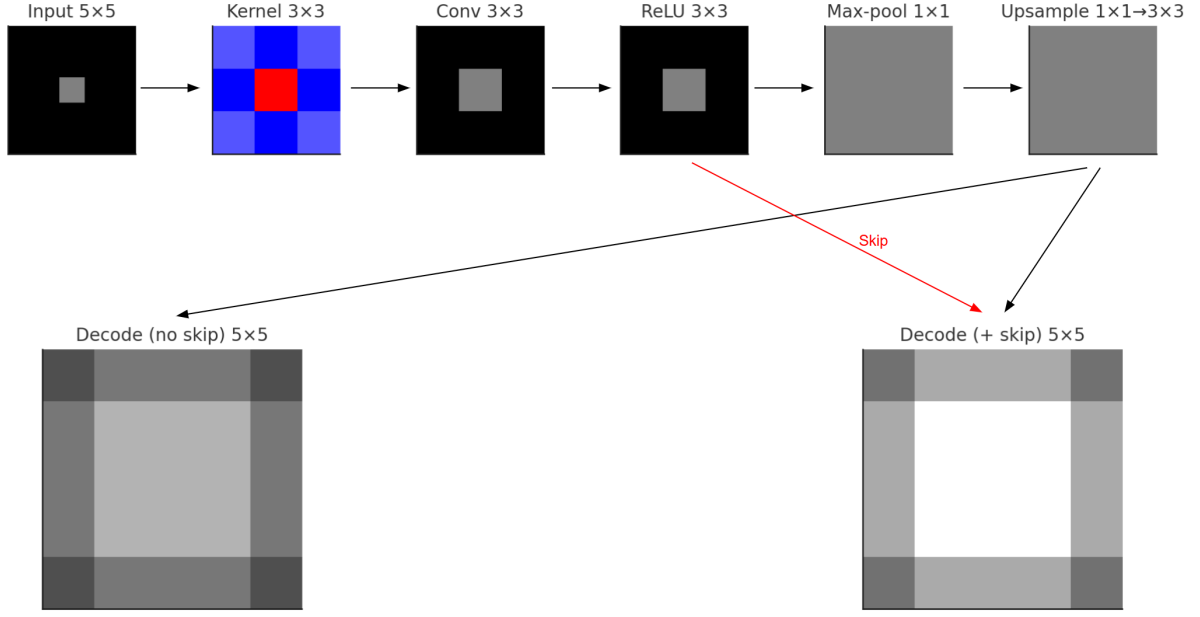 Input 5×5
Kernel 3×3
Conv 3×3
ReLU 3×3
Max-pool 1×1
Upsample 1×1→3×3
Skip
Decode (no skip) 5×5
Decode (+ skip) 5×5